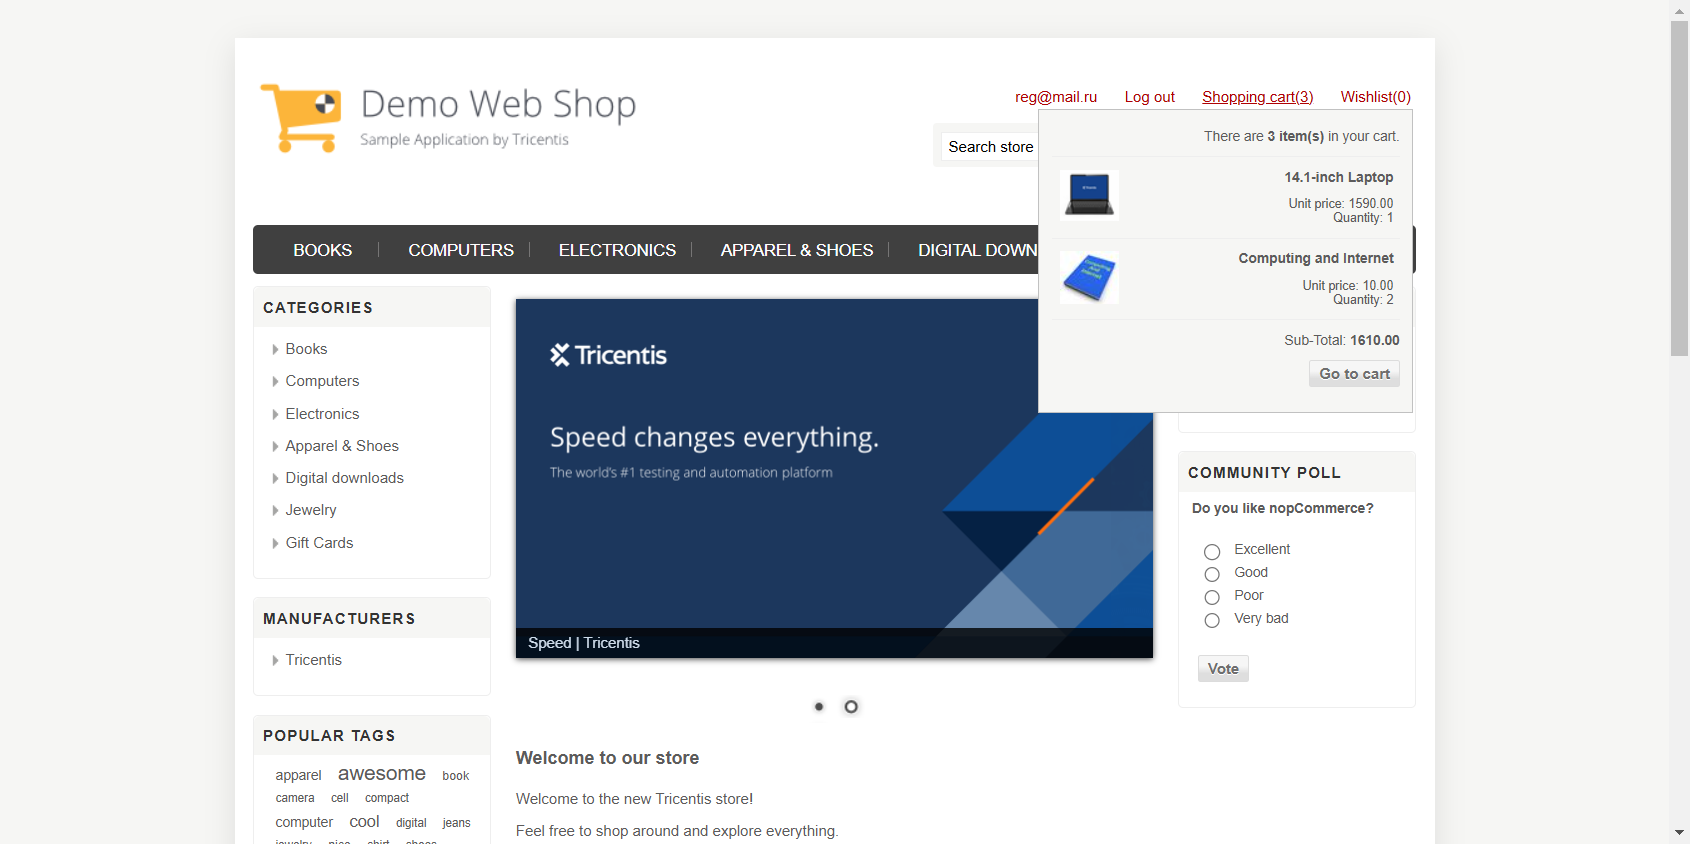 Demo Web Shop
Sample Application by Tricentis
reg@mail.ru Log out Shopping cart(3) Wishlist(0)
Search store
There are 3 item(s) in your cart.
14.1-inch Laptop
Unit price: 1590.00
Quantity: 1
Computing and Internet
Unit price: 10.00
Quantity: 2
Sub-Total: 1610.00
Go to cart
BOOKS COMPUTERS ELECTRONICS APPAREL & SHOES DIGITAL DOWN
CATEGORIES
Books
Computers
Electronics
Apparel & Shoes
Digital downloads
Jewelry
Gift Cards
MANUFACTURERS
Tricentis
POPULAR TAGS
apparel awesome book
camera cell compact
computer cool digital jeans
jewelry nice shirt shoes
Tricentis
Speed changes everything.
The world's #1 testing and automation platform
Speed | Tricentis
Welcome to our store
Welcome to the new Tricentis store!
Feel free to shop around and explore everything.
COMMUNITY POLL
Do you like nopCommerce?
Excellent
Good
Poor
Very bad
Vote